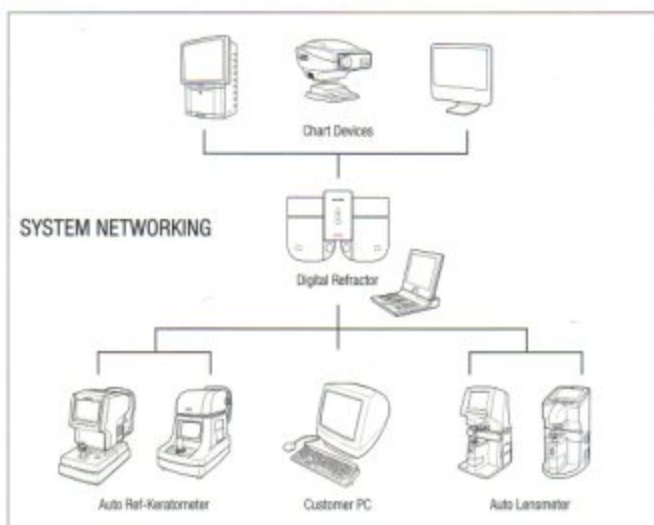 Chart Devices
SYSTEM NETWORKING
Digital Refractor
Auto Ref-Keratometer
Customer PC
Auto Lensmeter